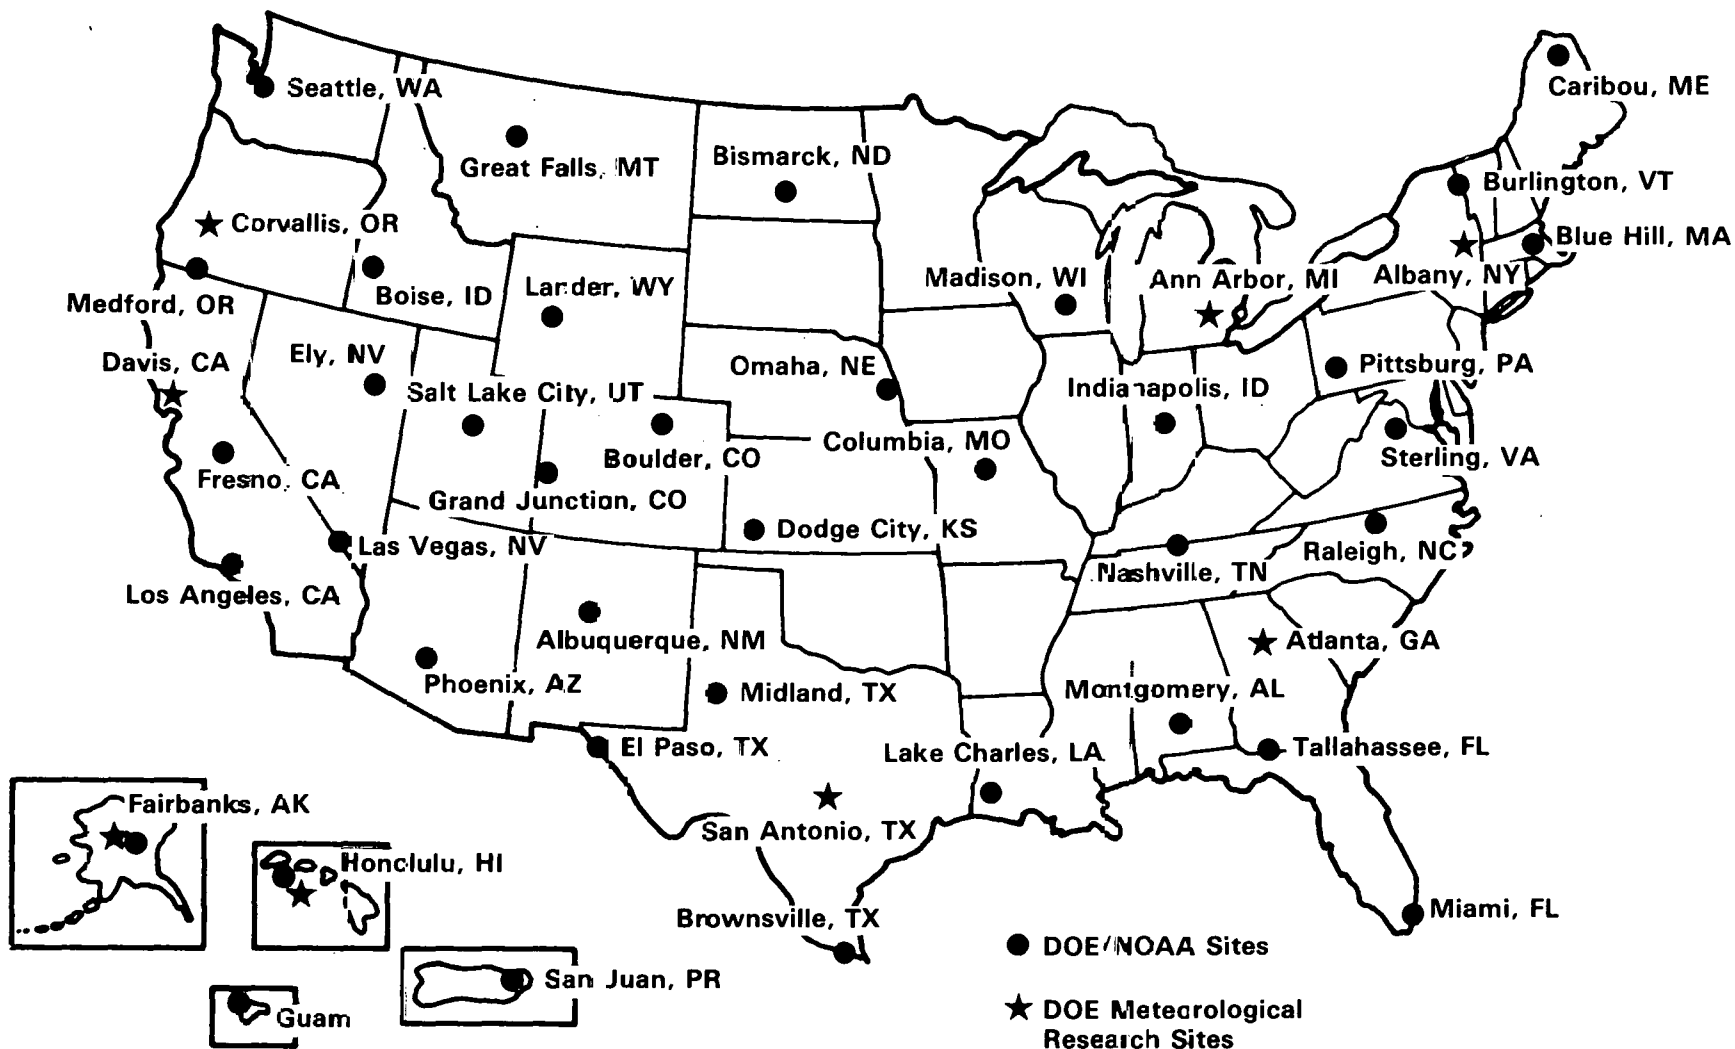 Caribou, ME
Seattle, WA
Bismarck, ND
Great Falls, MT
Burlington, VT
Corvallis, OR
Blue Hill, MA
Madison, WI
Ann Arbor, MI
Albany, NY
Lander, WY
Boise, ID
Medford, OR
Ely, NV
Davis, CA
Omaha, NE
Pittsburg, PA
Salt Lake City, UT
Indianapolis, ID
Columbia, MO
Boulder, CO
Sterling, VA
Fresno, CA
Grand Junction, CO
Dodge City, KS
Las Vegas, NV
Raleigh, NC
Nashville, TN
Los Angeles, CA
Albuquerque, NM
Atlanta, GA
Phoenix, AZ
Midland, TX
Montgomery, AL
El Paso, TX
Lake Charles, LA
Tallahassee, FL
Fairbanks, AK
San Antonio, TX
Honclulu, HI
Brownsville, TX
Miami, FL
DOE/NOAA Sites
San Juan, PR
Guam
DOE Meteorological
Research Sites